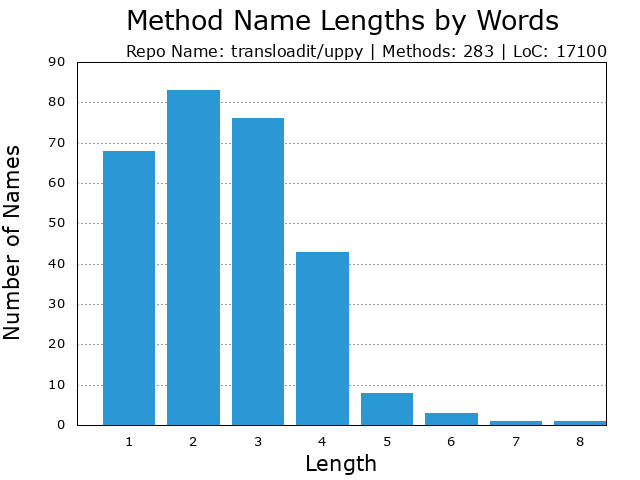 Method Name Lengths by Words
Repo Name: transloadit/uppy | Methods: 283 | LoC: 17100
Number of Names
90
80
70
60
50
40
30
20
10
0
1 2 3 4 5 6 7 8
Length